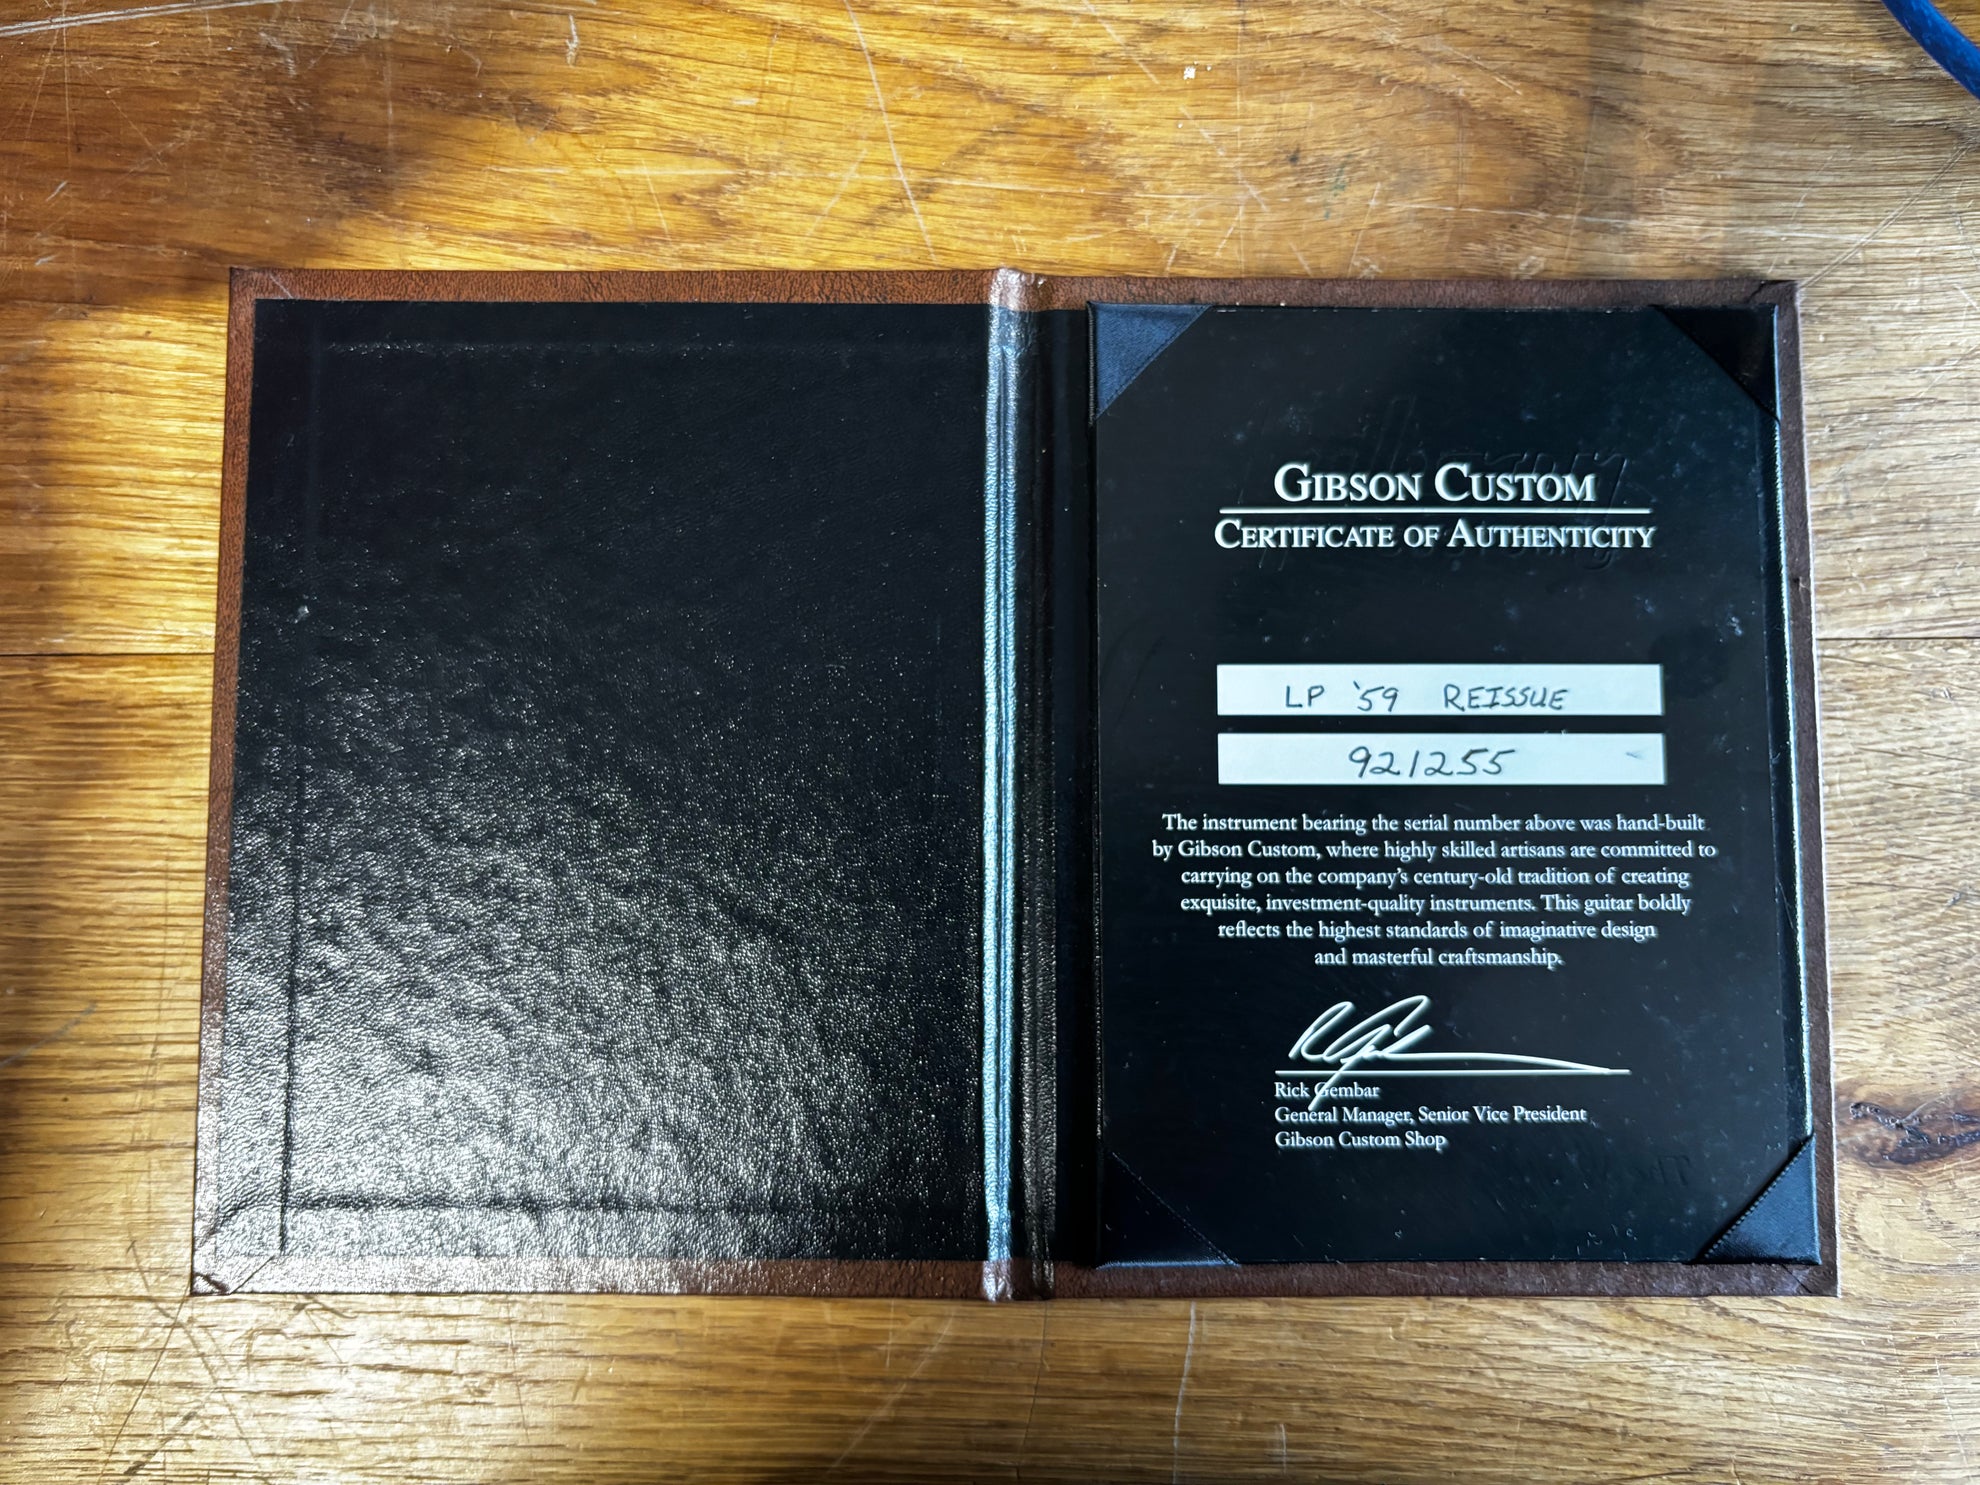 GIBSON CUSTOM
CERTIFICATE OF AUTHENTICITY
LP '59 REISSUE
921255
The instrument bearing the serial number above was hand-built
by Gibson Custom, where highly skilled artisans are committed to
carrying on the company's century-old tradition of creating
exquisite, investment-quality instruments. This guitar boldly
reflects the highest standards of imaginative design
and masterful craftsmanship.
Rick Gembar
General Manager, Senior Vice President
Gibson Custom Shop